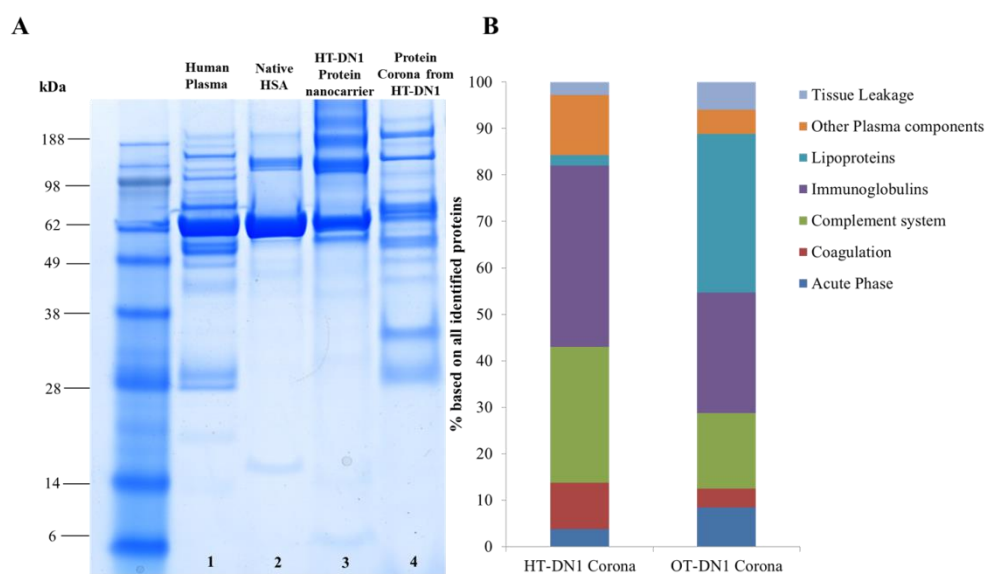 A
B
kDa
Human
Plasma
Native
HSA
HT-DN1
Protein
nanocarrier
Protein
Corona from
HT-DN1
188
98
62
49
38
28
14
6
1 2 3 4
% based on all identified proteins
100
90
80
70
60
50
40
30
20
10
0
HT-DN1 Corona OT-DN1 Corona
Tissue Leakage
Other Plasma components
Lipoproteins
Immunoglobulins
Complement system
Coagulation
Acute Phase